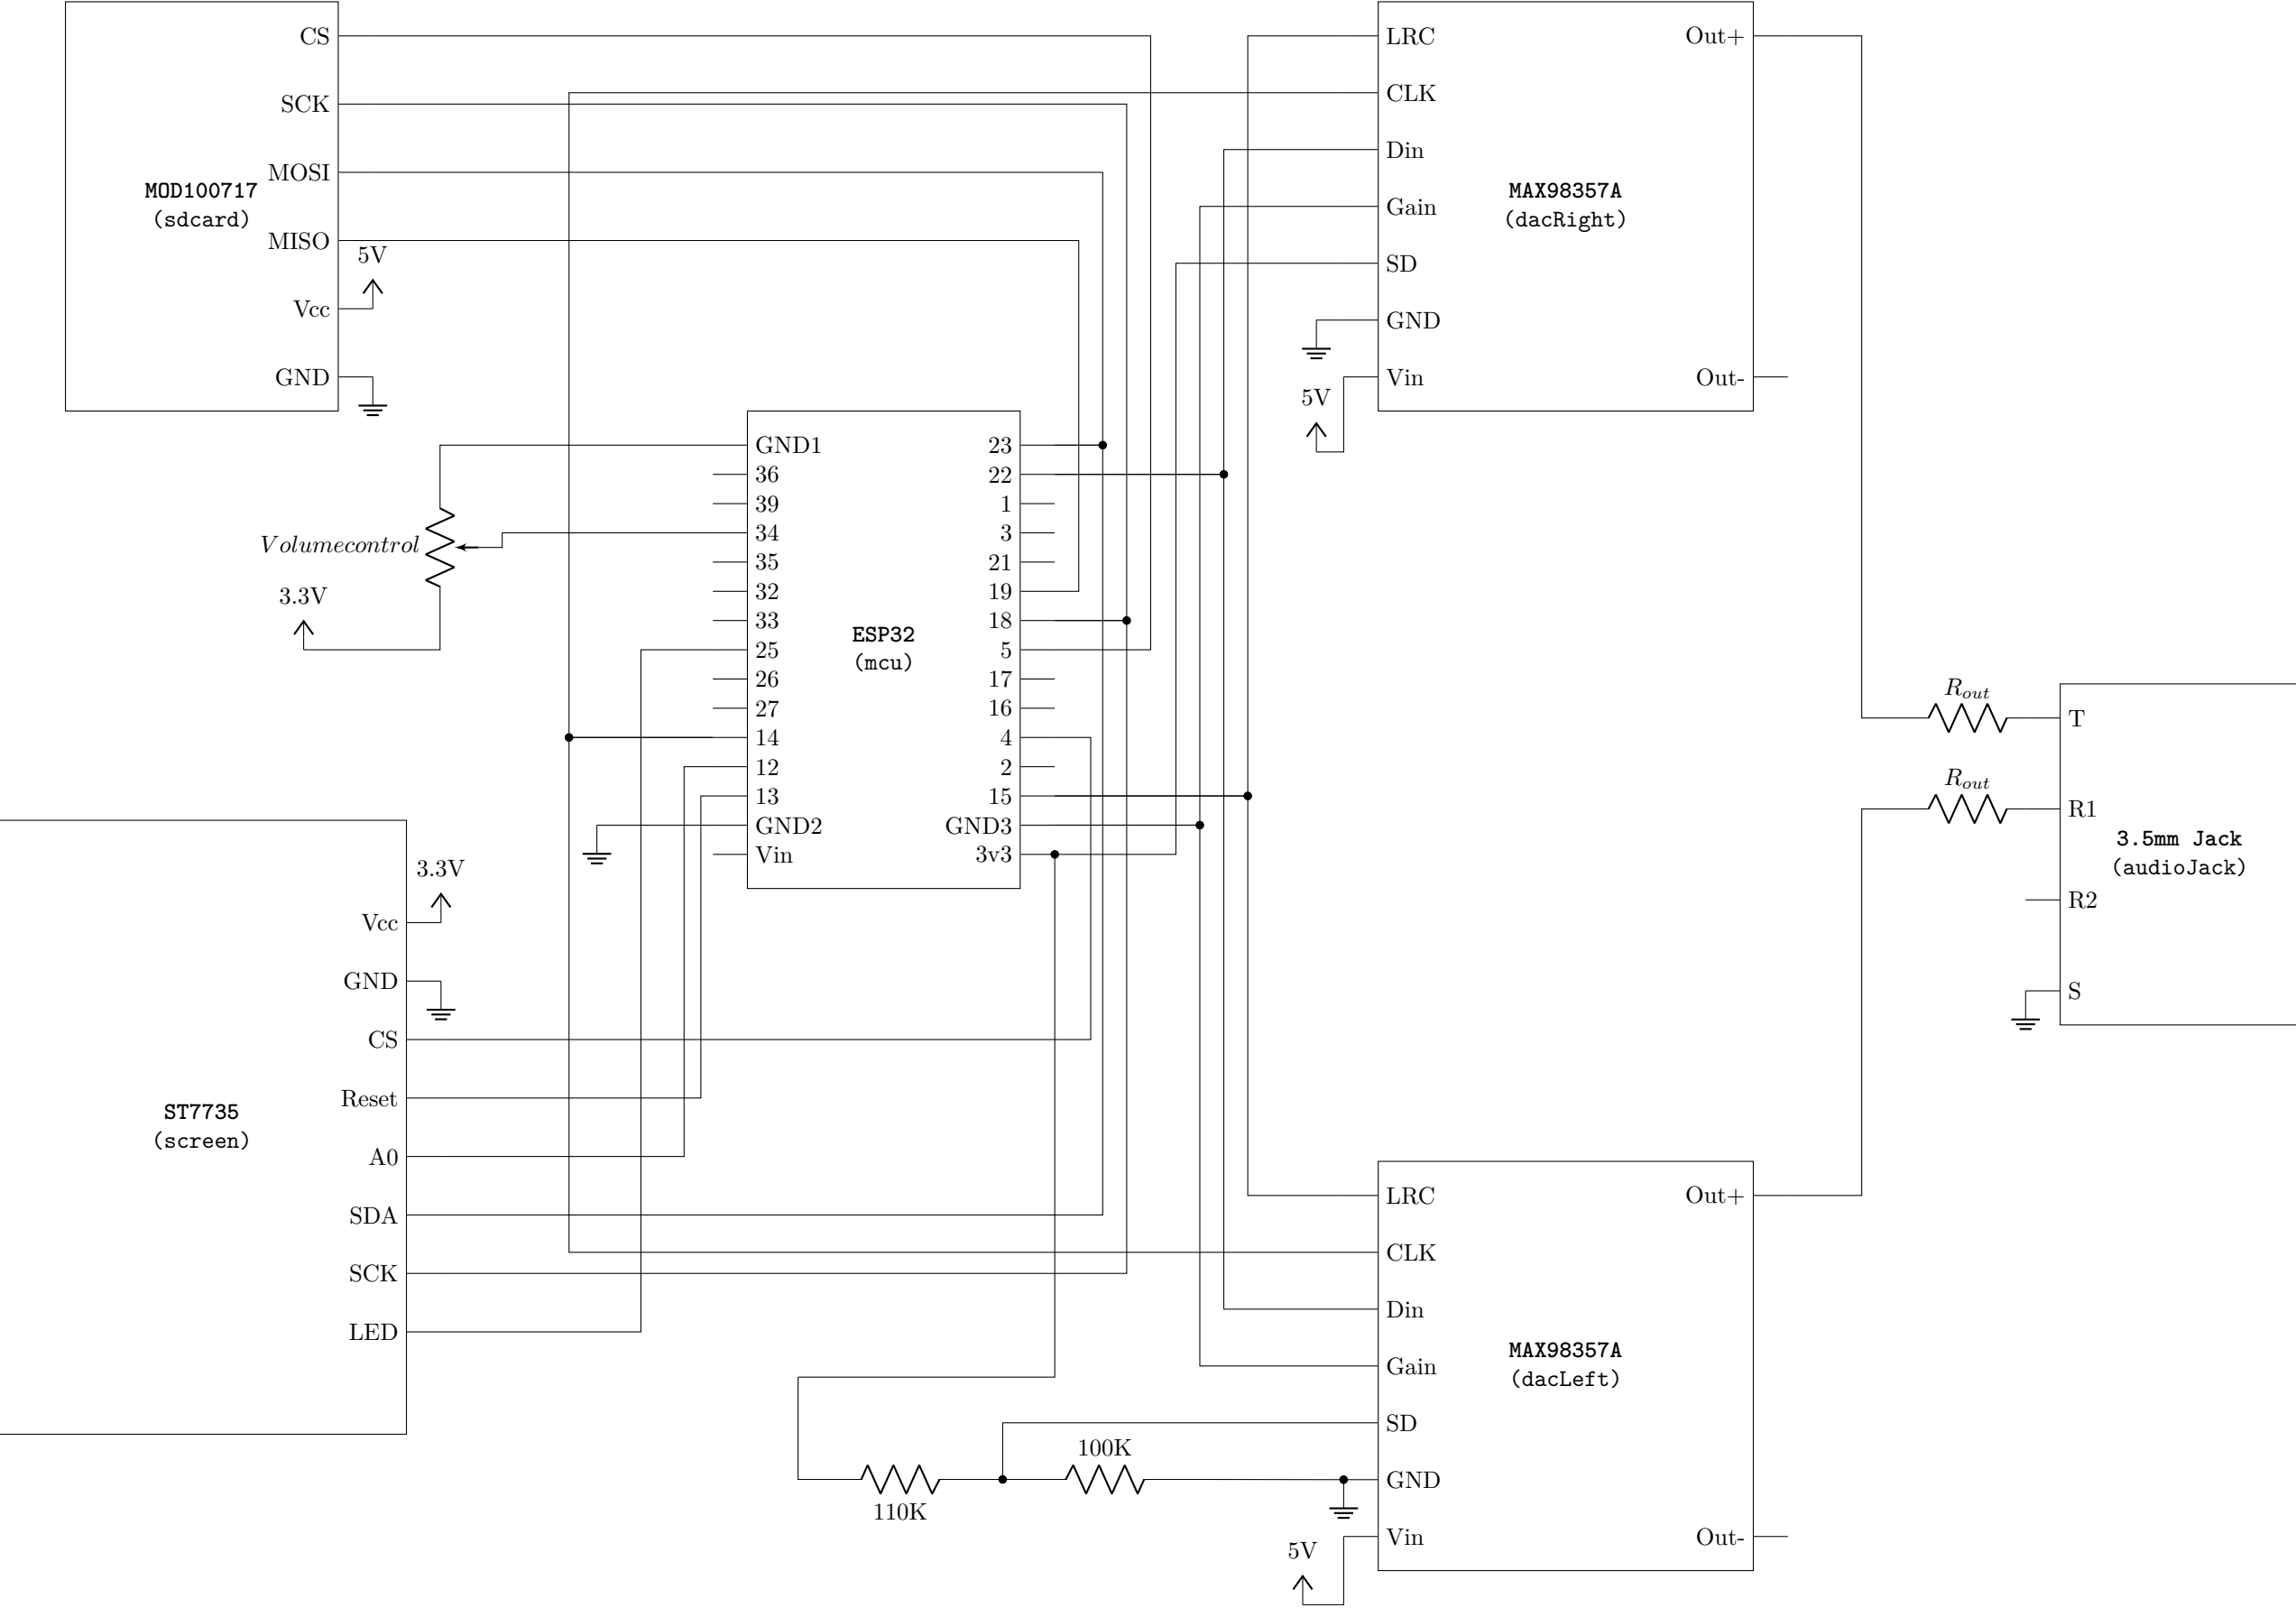 CS
SCK
MOSI
MISO
Vcc
GND
MOD100717
(sdcard)
5V
LRC
CLK
Din
Gain
SD
GND
Vin
Out+
Out-
MAX98357A
(dacRight)
5V
Volumecontrol
3.3V
GND1
36
39
34
35
32
33
25
26
27
14
12
13
GND2
Vin
ESP32
(mcu)
23
22
1
3
21
19
18
5
17
16
4
2
15
GND3
3v3
R_out
R_out
T
R1
R2
S
3.5mm Jack
(audioJack)
3.3V
Vcc
GND
CS
Reset
A0
SDA
SCK
LED
ST7735
(screen)
LRC
CLK
Din
Gain
SD
GND
Vin
Out+
Out-
MAX98357A
(dacLeft)
100K
110K
5V